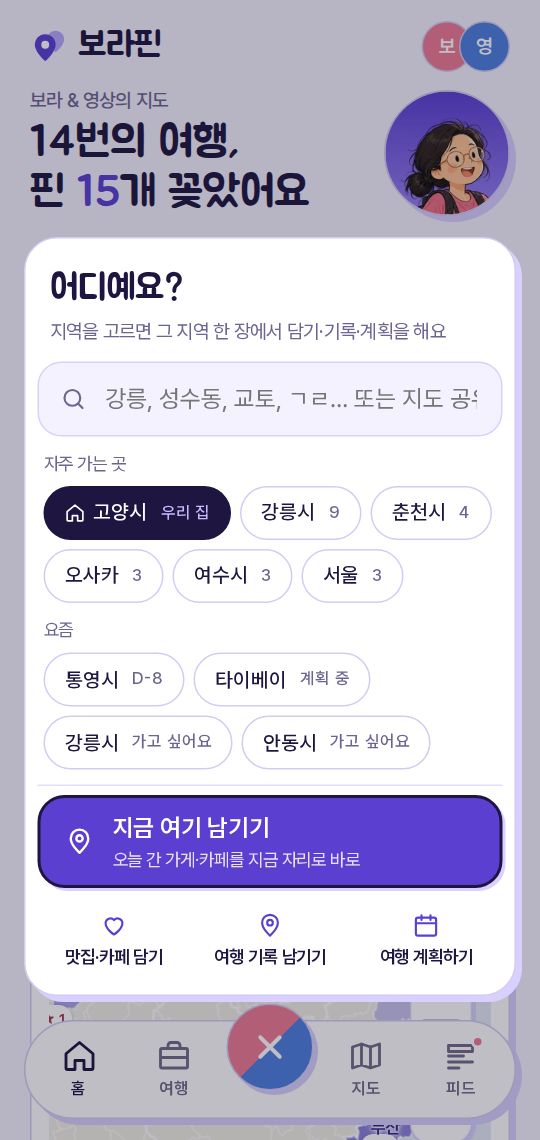 보라핀
보 영
보라 & 영상의 지도
14번의 여행,
핀 15개 꽂았어요
어디예요?
지역을 고르면 그 지역 한 장에서 담기·기록·계획을 해요
강릉, 성수동, 교토, ㄱㄹ... 또는 지도 공
자주 가는 곳
고양시 우리 집 강릉시 9 춘천시 4
오사카 3 여수시 3 서울 3
요즘
통영시 D-8 타이베이 계획 중
강릉시 가고 싶어요 안동시 가고 싶어요
지금 여기 남기기
오늘 간 가게·카페를 지금 자리로 바로
맛집·카페 담기 여행 기록 남기기 여행 계획하기
홈 여행 지도 피드